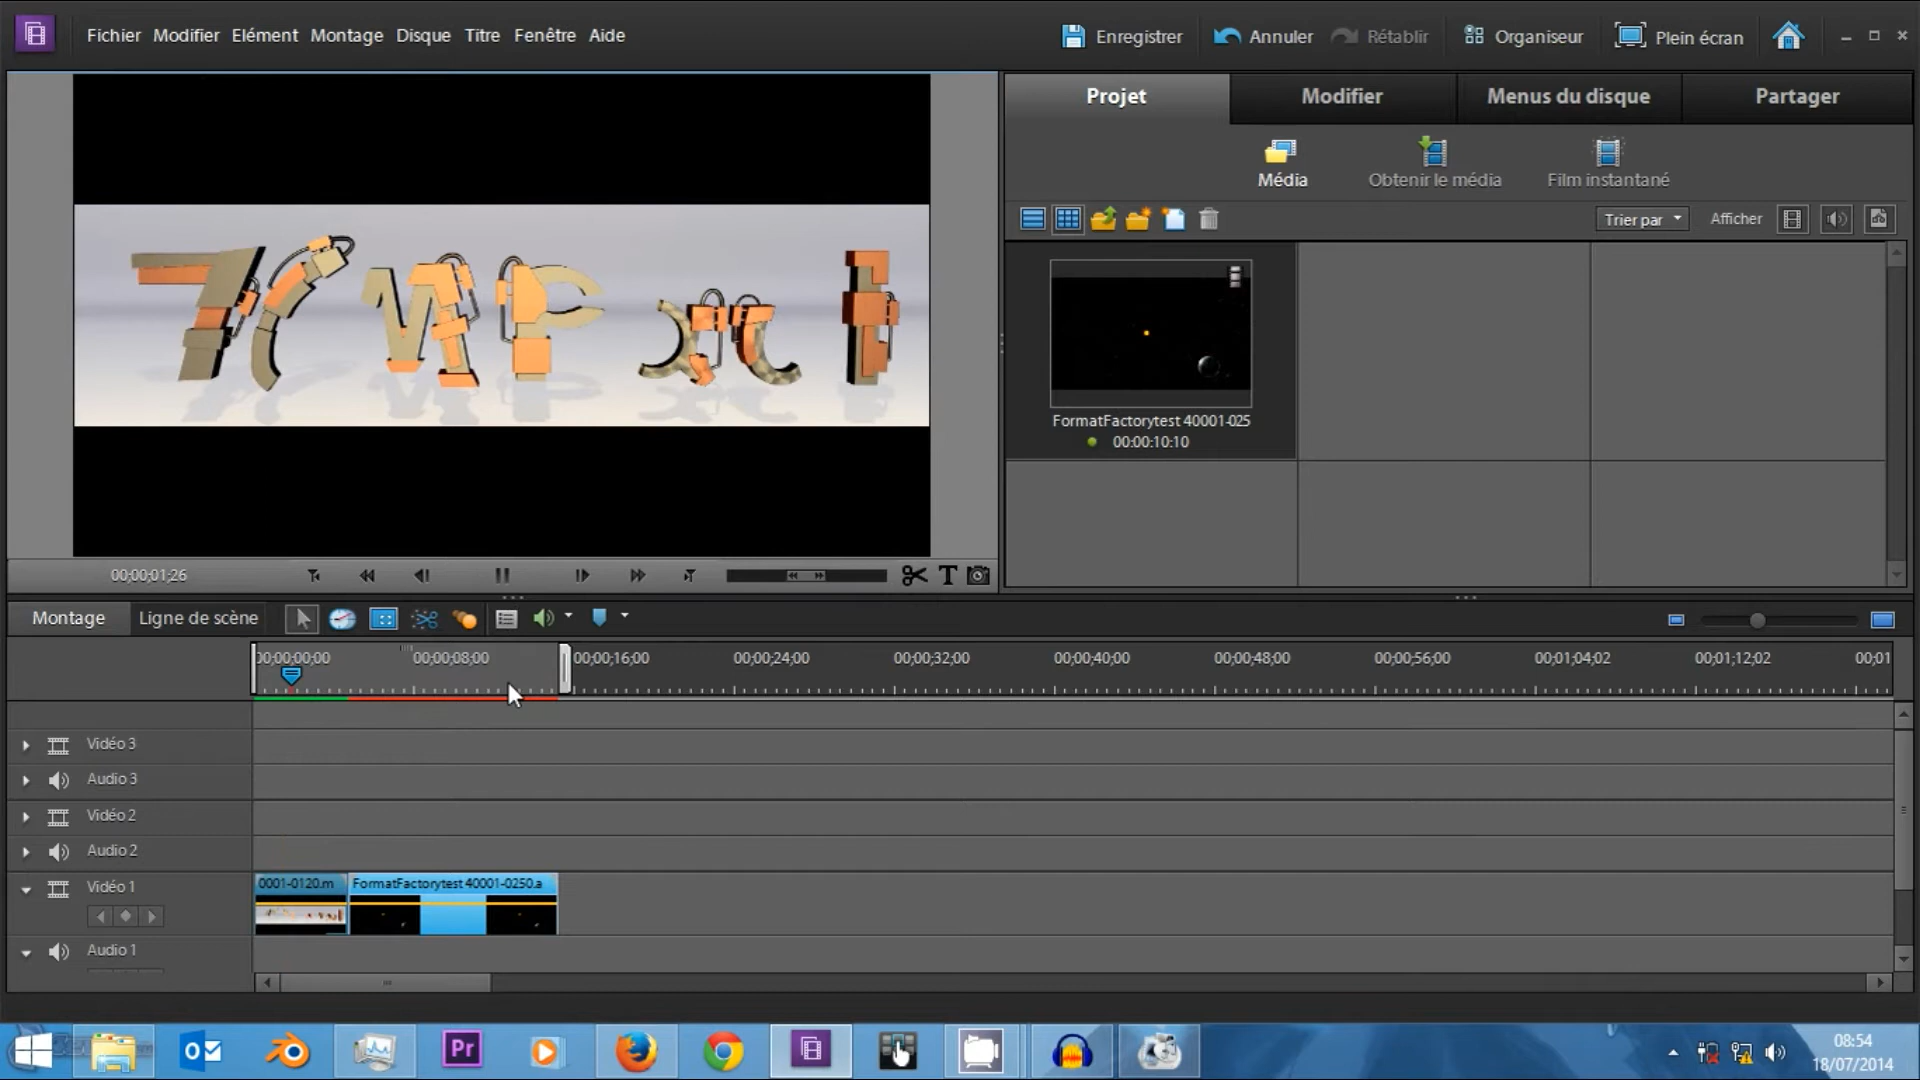 Fichier Modifier Elément Montage Disque Titre Fenêtre Aide
Enregistrer Annuler Rétablir Organiseur Plein écran
Projet Modifier Menus du disque Partager
Média Obtenir le média Film instantané
Trier par Afficher
FormatFactorytest 40001-025
00:00:10:10
00;00;01;26
T
Montage Ligne de scène
00;00;00;00 00;00;08;00 00;00;16;00 00;00;24;00 00;00;32;00 00;00;40;00 00;00;48;00 00;00;56;00 00;01;04;02 00;01;12;02 00;01
Vidéo 3
Audio 3
Vidéo 2
Audio 2
Vidéo 1
0001-0120.m FormatFactorytest 40001-0250.a
Audio 1
Pr
08:54
18/07/2014